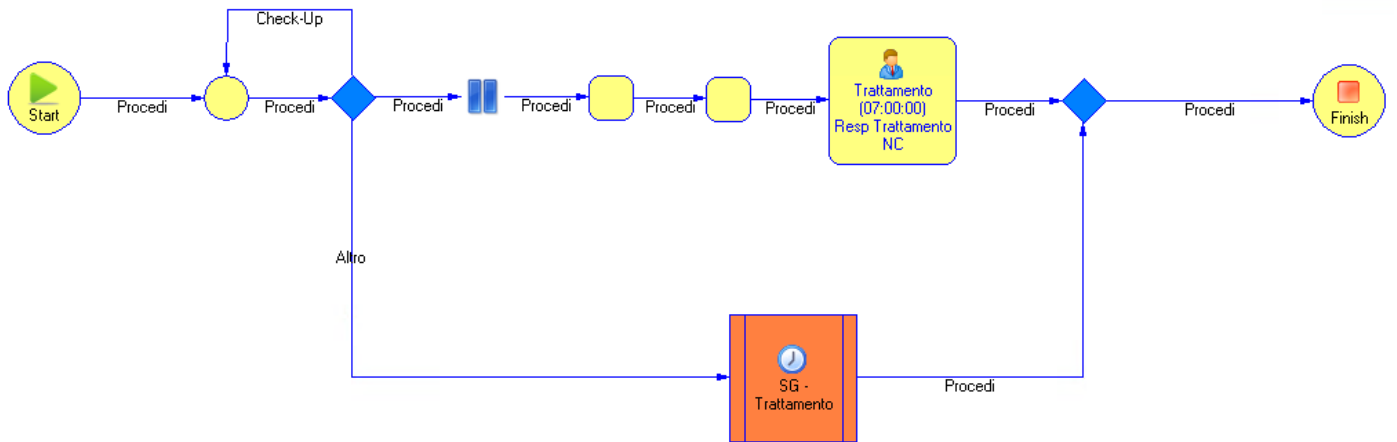 Check-Up
Start
Procedi
Procedi
Procedi
Procedi
Procedi
Procedi
Trattamento
(07:00:00)
Resp Trattamento
NC
Procedi
Procedi
Finish
Altro
SG -
Trattamento
Procedi